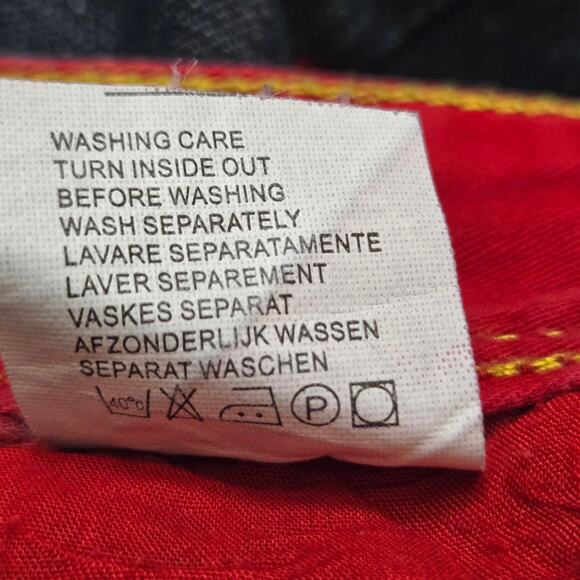 WASHING CARE
TURN INSIDE OUT
BEFORE WASHING
WASH SEPARATELY
LAVARE SEPARATAMENTE
LAVER SEPAREMENT
VASKES SEPARAT
AFZONDERLIJK WASSEN
SEPARAT WASCHEN
40°C P